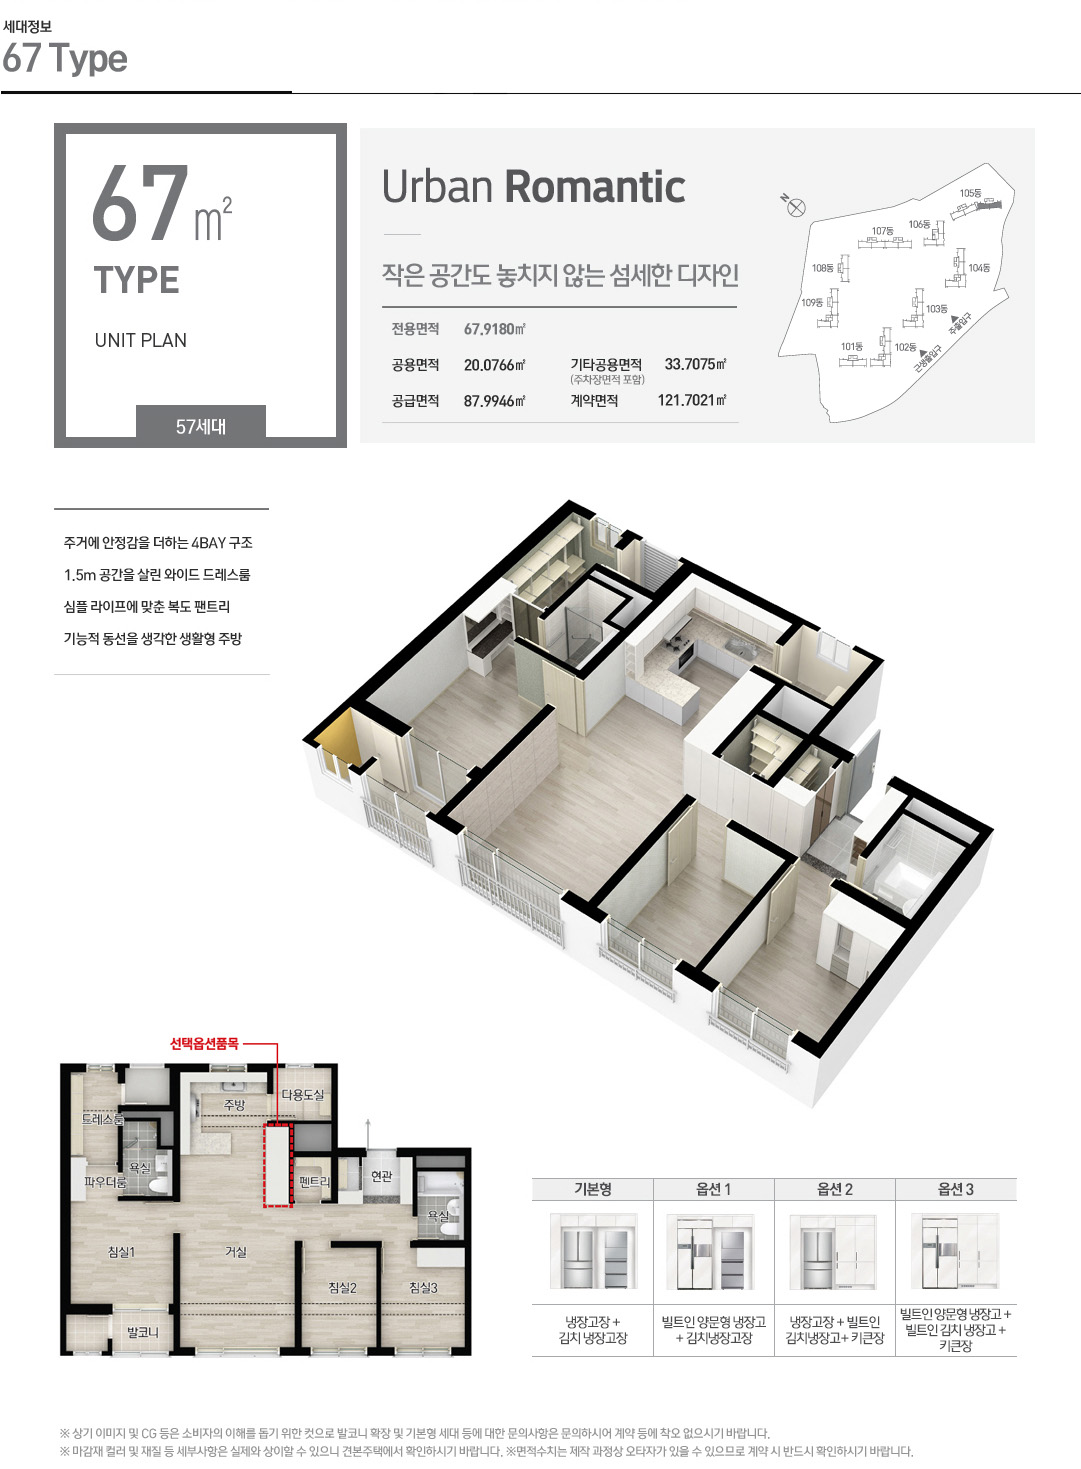 세대정보
67 Type
67㎡
TYPE
UNIT PLAN
57세대
Urban Romantic
작은 공간도 놓치지 않는 섬세한 디자인
전용면적 67.9180㎡
공용면적 20.0766㎡ 기타공용면적 33.7075㎡
(주차장면적 포함)
공급면적 87.9946㎡ 계약면적 121.7021㎡
N
105동
106동
107동
104동
108동
109동
103동
주출입구
101동
102동
근생출입구
주거에 안정감을 더하는 4BAY 구조
1.5m 공간을 살린 와이드 드레스룸
심플 라이프에 맞춘 복도 팬트리
기능적 동선을 생각한 생활형 주방
선택옵션품목
드레스룸
주방
다용도실
욕실
파우더룸
펜트리
현관
욕실
침실1
거실
침실2
침실3
발코니
기본형 옵션 1 옵션 2 옵션 3
냉장고장 +
김치 냉장고장
빌트인 양문형 냉장고
+ 김치냉장고장
냉장고장 + 빌트인
김치냉장고+ 키큰장
빌트인 양문형 냉장고 +
빌트인 김치 냉장고 +
키큰장
※ 상기 이미지 및 CG 등은 소비자의 이해를 돕기 위한 컷으로 발코니 확장 및 기본형 세대 등에 대한 문의사항은 문의하시어 계약 등에 착오 없으시기 바랍니다.
※ 마감재 컬러 및 재질 등 세부사항은 실제와 상이할 수 있으니 견본주택에서 확인하시기 바랍니다. ※면적수치는 제작 과정상 오타자가 있을 수 있으므로 계약 시 반드시 확인하시기 바랍니다.